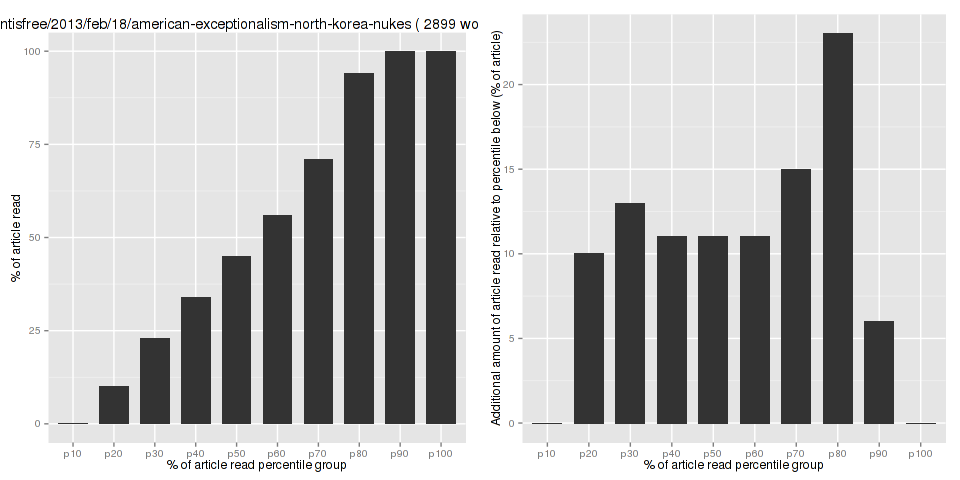 ntisfree/2013/feb/18/american-exceptionalism-north-korea-nukes ( 2899 wo
% of article read
100
75
50
25
0
p10 p20 p30 p40 p50 p60 p70 p80 p90 p100
% of article read percentile group
Additional amount of article read relative to percentile below (% of article)
20
15
10
5
0
p10 p20 p30 p40 p50 p60 p70 p80 p90 p100
% of article read percentile group